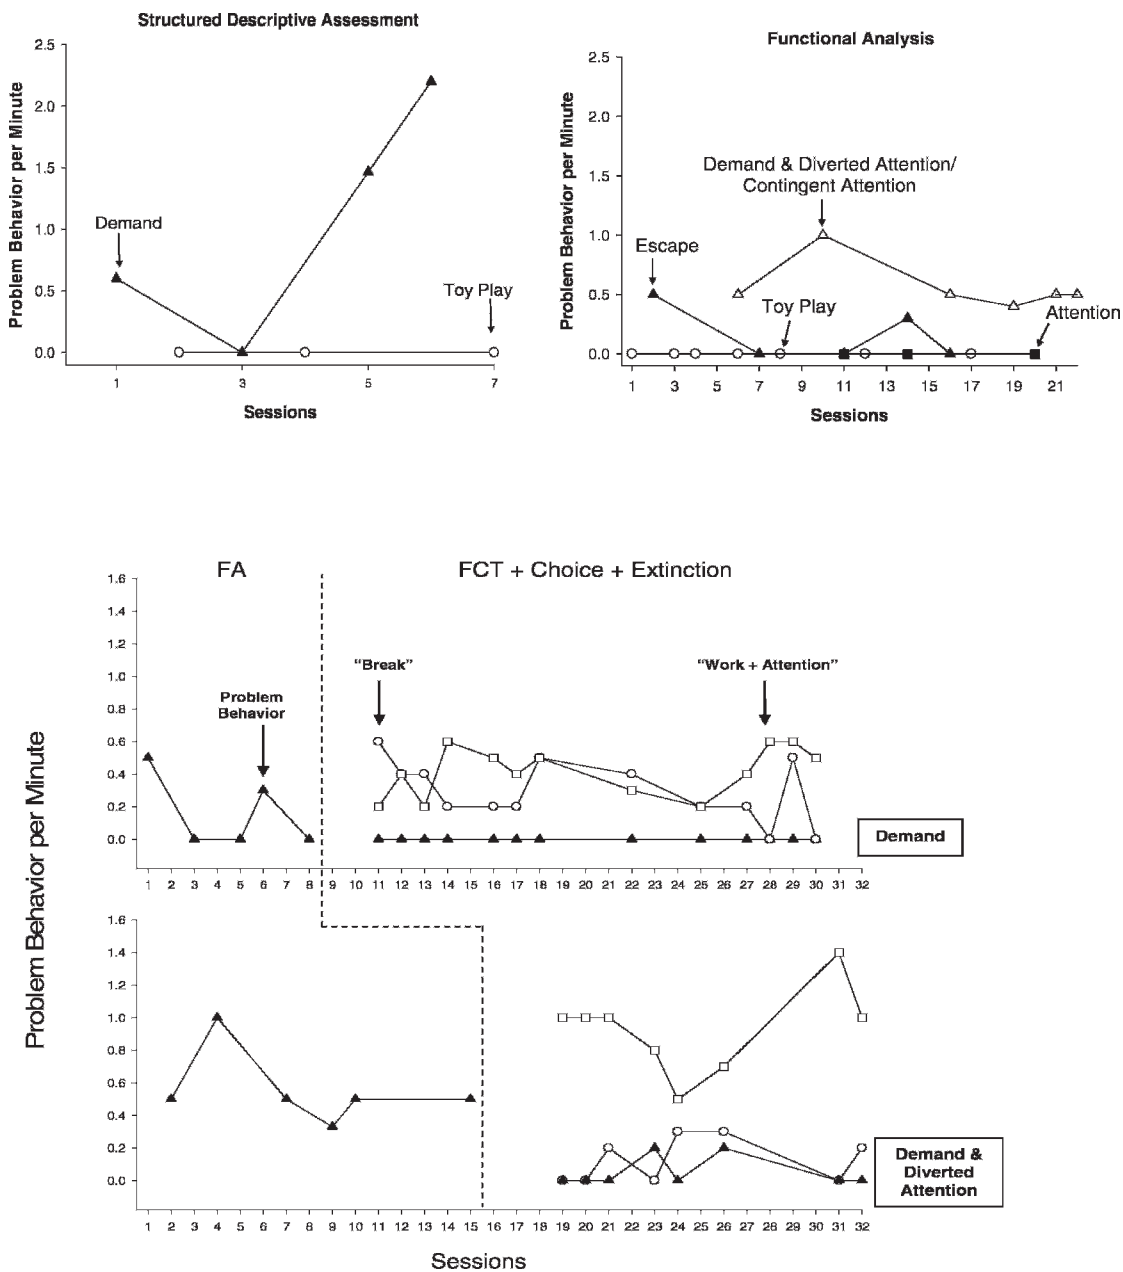 Structured Descriptive Assessment
2.5
2.0
1.5
1.0
0.5
0.0
Problem Behavior per Minute
Demand
Toy Play
1 3 5 7
Sessions
Functional Analysis
2.5
2.0
1.5
1.0
0.5
0.0
Problem Behavior per Minute
Demand & Diverted Attention/
Contingent Attention
Escape
Toy Play
Attention
1 3 5 7 9 11 13 15 17 19 21
Sessions
FA
FCT + Choice + Extinction
1.6
1.4
1.2
1.0
0.8
0.6
0.4
0.2
0.0
Problem
Behavior
“Break”
“Work + Attention”
Demand
1 2 3 4 5 6 7 8 9 10 11 12 13 14 15 16 17 18 19 20 21 22 23 24 25 26 27 28 29 30 31 32
Problem Behavior per Minute
1.6
1.4
1.2
1.0
0.8
0.6
0.4
0.2
0.0
Demand &
Diverted
Attention
1 2 3 4 5 6 7 8 9 10 11 12 13 14 15 16 17 18 19 20 21 22 23 24 25 26 27 28 29 30 31 32
Sessions